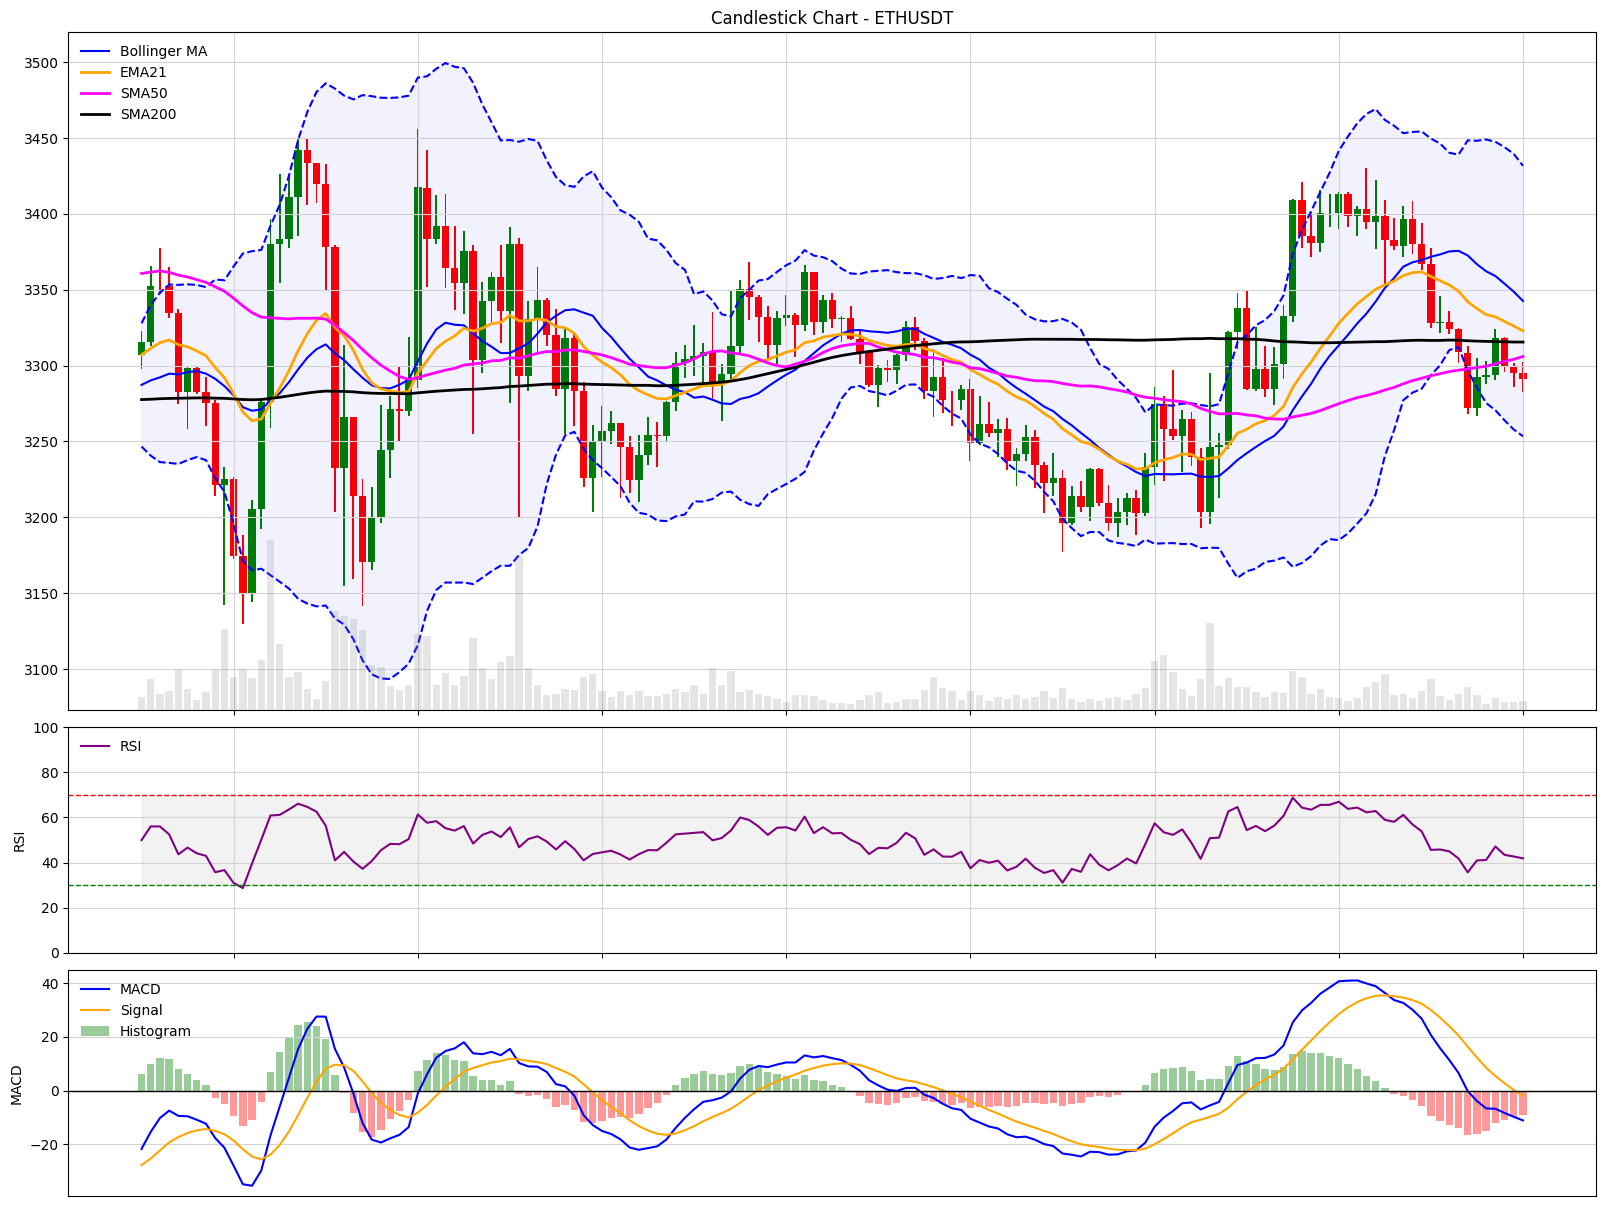 Candlestick Chart - ETHUSDT
Bollinger MA
EMA21
SMA50
SMA200
3500
3450
3400
3350
3300
3250
3200
3150
3100
RSI
100
80
60
40
20
0
RSI
MACD
Signal
Histogram
40
20
0
−20
MACD